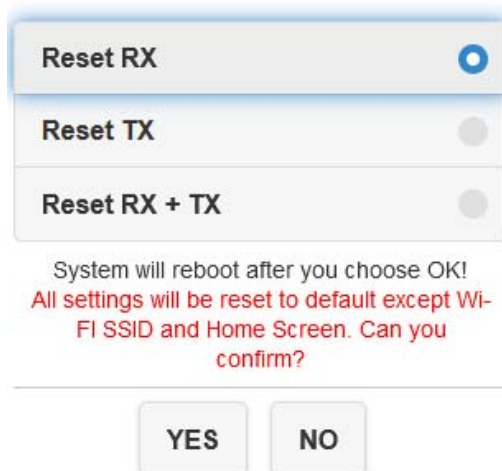 Reset RX
Reset TX
Reset RX + TX
System will reboot after you choose OK!
All settings will be reset to default except Wi-
FI SSID and Home Screen. Can you
confirm?
YES NO